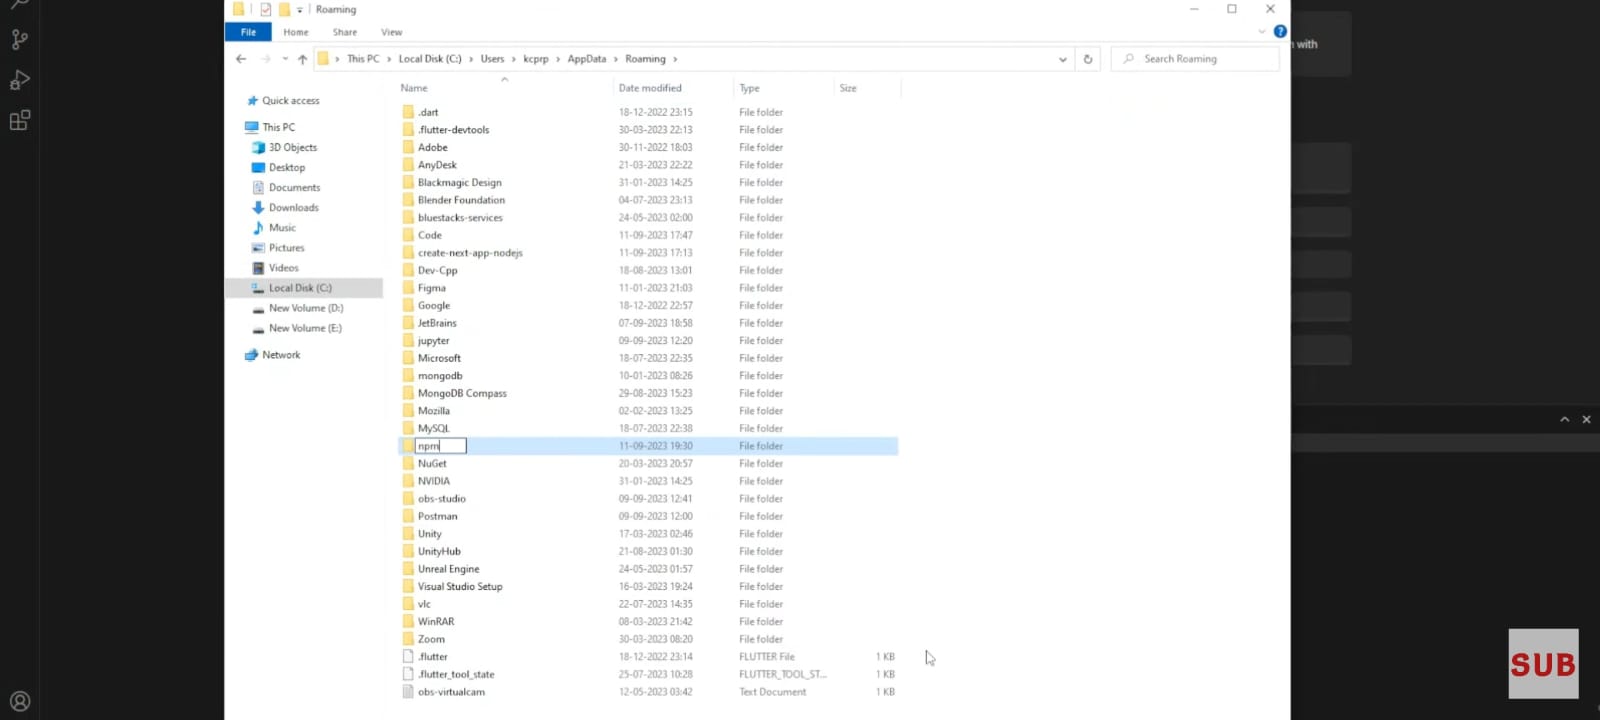 Roaming
File Home Share View
This PC Local Disk (C:) Users kcprp AppData Roaming Search Roaming
with
Name Date modified Type Size
Quick access
This PC
3D Objects
Desktop
Documents
Downloads
Music
Pictures
Videos
Local Disk (C:)
New Volume (D:)
New Volume (E:)
Network
.dart 18-12-2022 23:15 File folder
.flutter-devtools 30-03-2023 22:13 File folder
Adobe 30-11-2022 18:03 File folder
AnyDesk 21-03-2023 22:22 File folder
Blackmagic Design 31-01-2023 14:25 File folder
Blender Foundation 04-07-2023 23:13 File folder
bluestacks-services 24-05-2023 02:00 File folder
Code 11-09-2023 17:47 File folder
create-next-app-nodejs 11-09-2023 17:13 File folder
Dev-Cpp 18-08-2023 13:01 File folder
Figma 11-01-2023 21:03 File folder
Google 18-12-2022 22:57 File folder
JetBrains 07-09-2023 18:58 File folder
jupyter 09-09-2023 12:20 File folder
Microsoft 18-07-2023 22:35 File folder
mongodb 10-01-2023 08:26 File folder
MongoDB Compass 29-08-2023 15:23 File folder
Mozilla 02-02-2023 13:25 File folder
MySQL 18-07-2023 22:38 File folder
npm 11-09-2023 19:30 File folder
NuGet 20-03-2023 20:57 File folder
NVIDIA 31-01-2023 14:25 File folder
obs-studio 09-09-2023 12:41 File folder
Postman 09-09-2023 12:00 File folder
Unity 17-03-2023 02:46 File folder
UnityHub 21-08-2023 01:30 File folder
Unreal Engine 24-05-2023 01:57 File folder
Visual Studio Setup 16-03-2023 19:24 File folder
vlc 22-07-2023 14:35 File folder
WinRAR 08-03-2023 21:42 File folder
Zoom 30-03-2023 08:20 File folder
.flutter 18-12-2022 23:14 FLUTTER File 1 KB
.flutter_tool_state 25-07-2023 10:28 FLUTTER_TOOL_ST... 1 KB
obs-virtualcam 12-05-2023 03:42 Text Document 1 KB
SUB